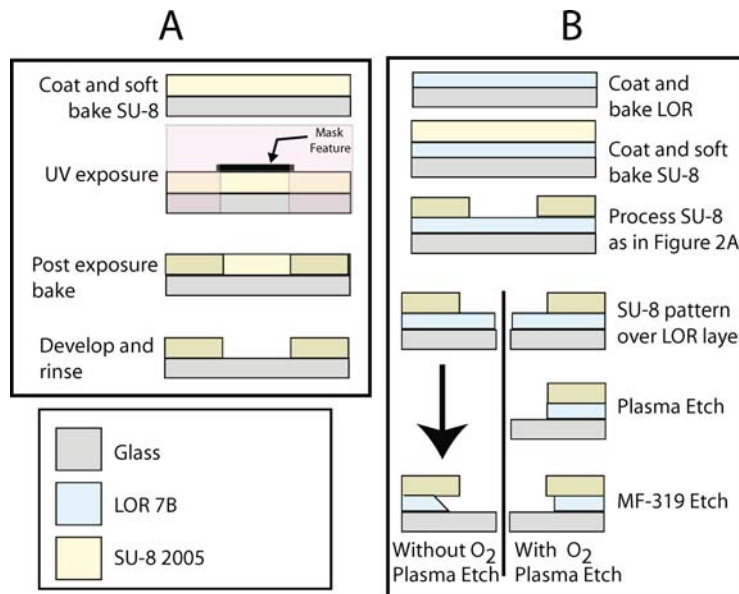 A
Coat and soft
bake SU-8
Mask
Feature
UV exposure
Post exposure
bake
Develop and
rinse
Glass
LOR 7B
SU-8 2005
B
Coat and
bake LOR
Coat and soft
bake SU-8
Process SU-8
as in Figure 2A
SU-8 pattern
over LOR laye
Plasma Etch
MF-319 Etch
Without O2
Plasma Etch
With O2
Plasma Etch